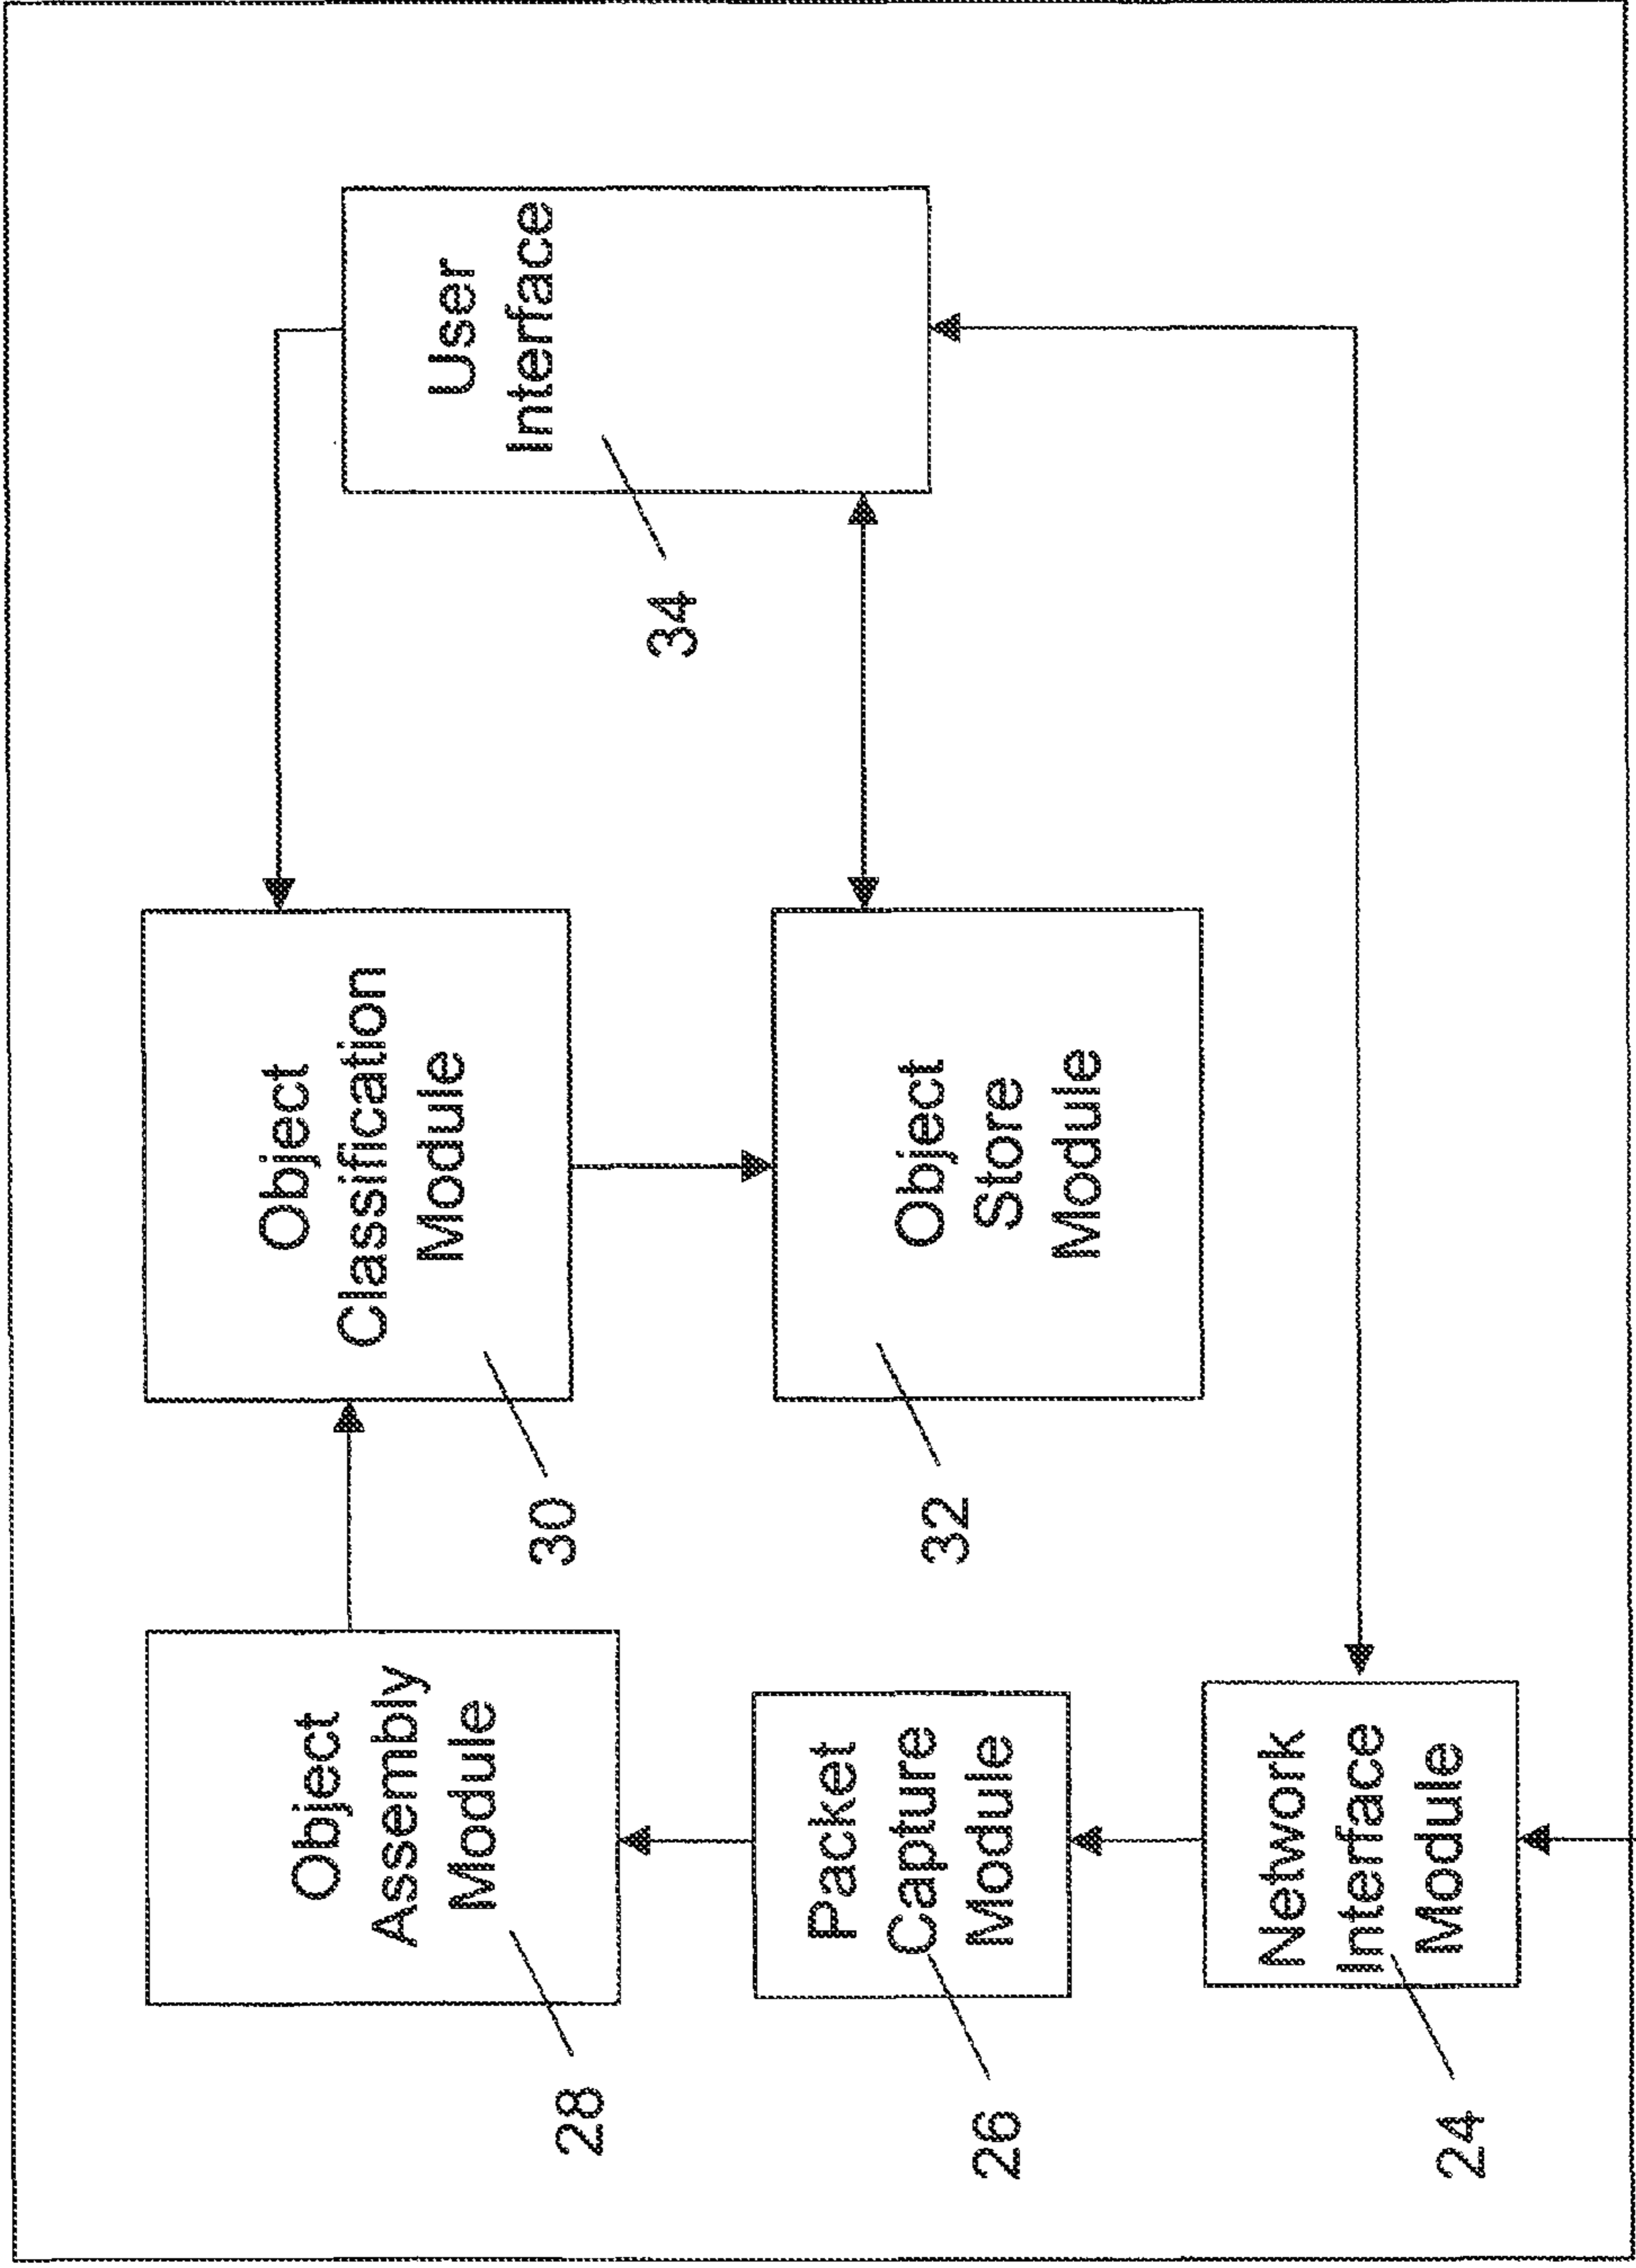 Object
Assembly
Module
28
Packet
Capture
Module
26
Network
Interface
Module
24
Object
Classification
Module
30
Object
Store
Module
32
User
Interface
34